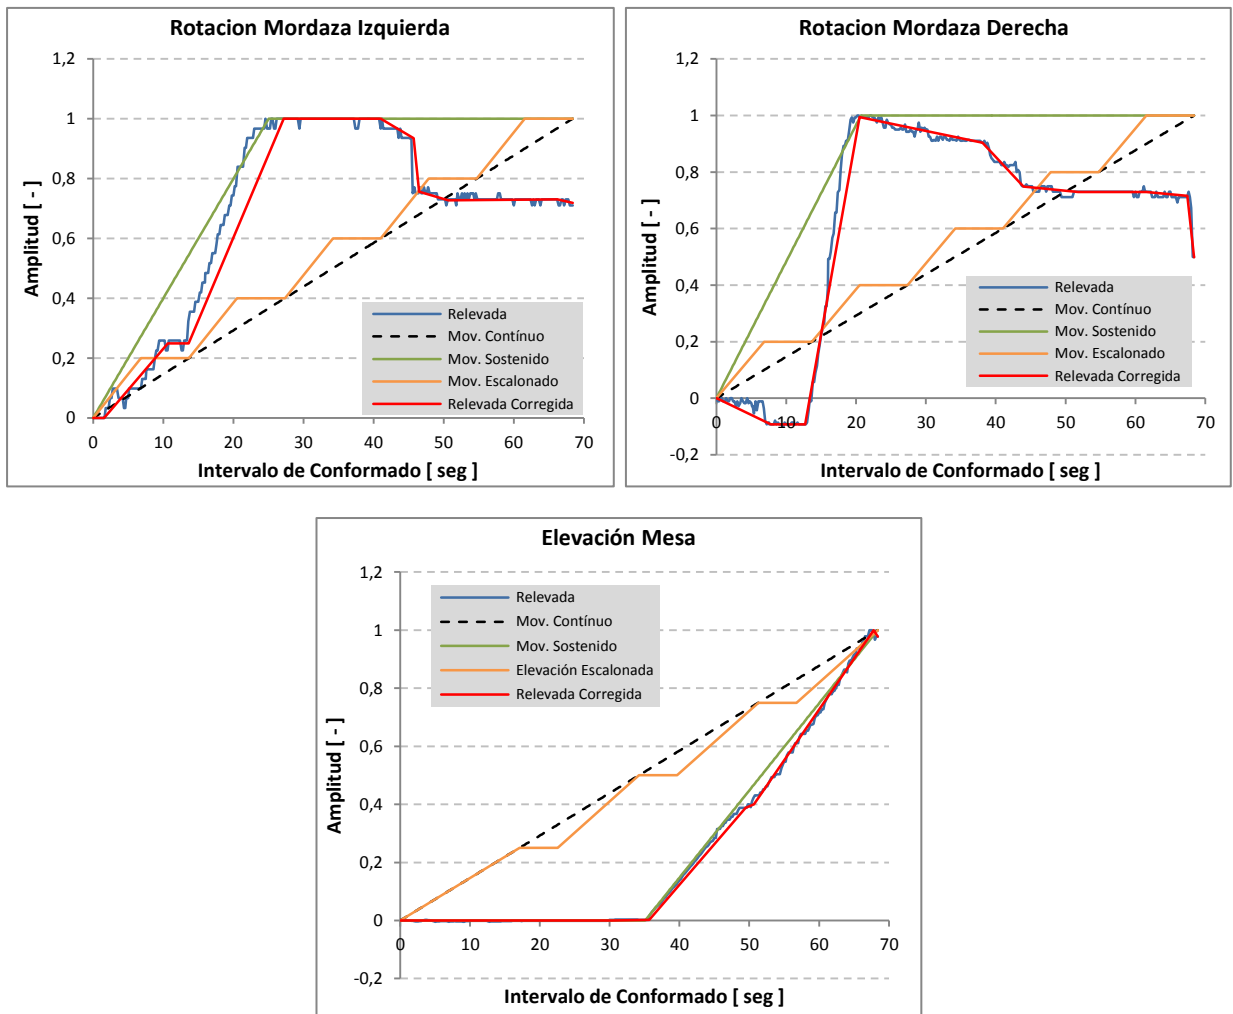 Rotacion Mordaza Izquierda
1,2
1
0,8
0,6
0,4
0,2
0
Amplitud [ - ]
Relevada
Mov. Contínuo
Mov. Sostenido
Mov. Escalonado
Relevada Corregida
0 10 20 30 40 50 60 70
Intervalo de Conformado [ seg ]
Rotacion Mordaza Derecha
1,2
1
0,8
0,6
0,4
0,2
0
-0,2
Amplitud [ - ]
Relevada
Mov. Contínuo
Mov. Sostenido
Mov. Escalonado
Relevada Corregida
0 10 20 30 40 50 60 70
Intervalo de Conformado [ seg ]
Elevación Mesa
1,2
1
0,8
0,6
0,4
0,2
0
-0,2
Amplitud [ - ]
Relevada
Mov. Contínuo
Mov. Sostenido
Elevación Escalonada
Relevada Corregida
0 10 20 30 40 50 60 70
Intervalo de Conformado [ seg ]